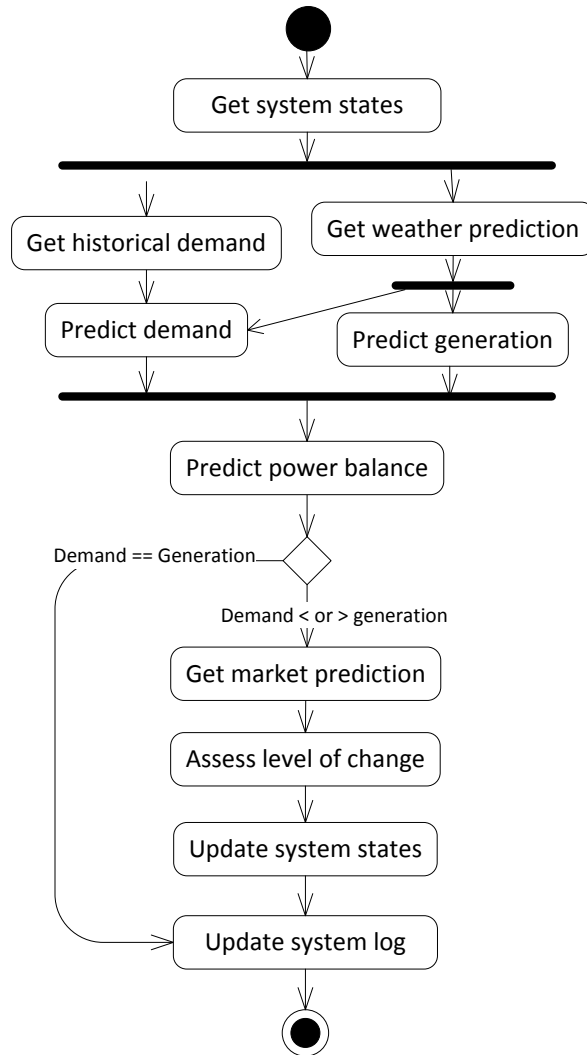 Get system states
Get historical demand
Get weather prediction
Predict demand
Predict generation
Predict power balance
Demand == Generation
Demand < or > generation
Get market prediction
Assess level of change
Update system states
Update system log